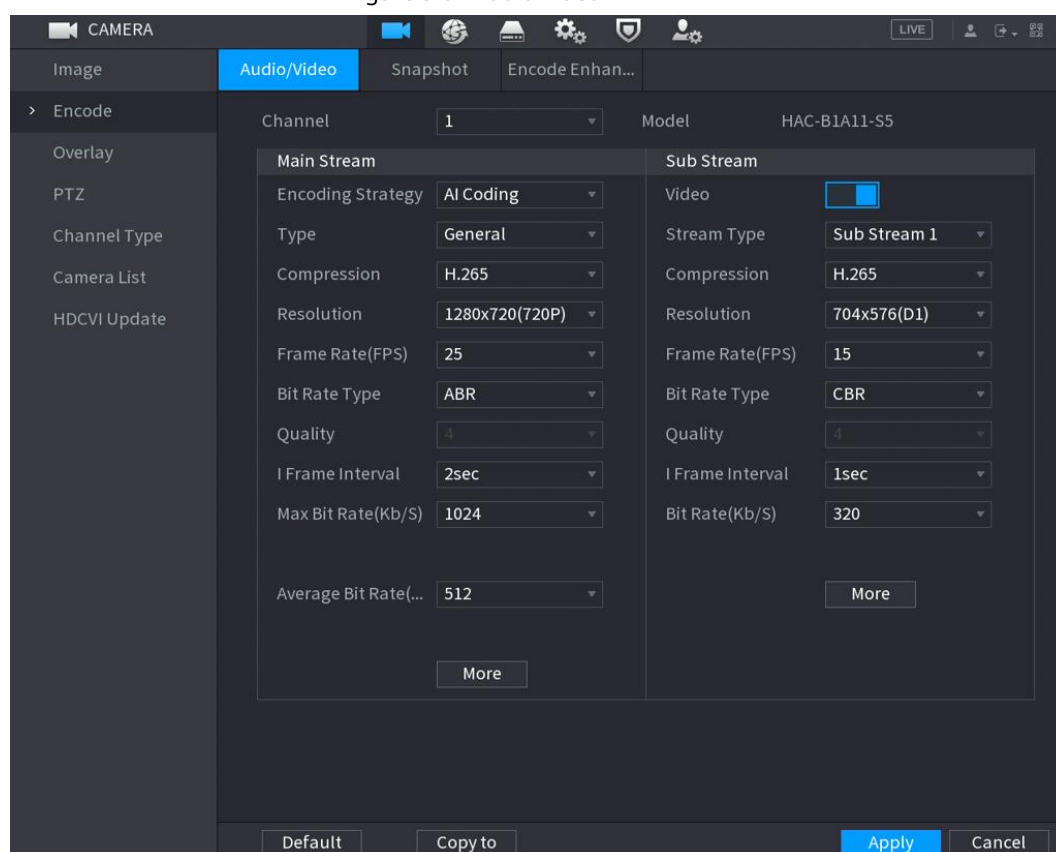 CAMERA LIVE
Image Audio/Video Snapshot Encode Enhan...
Encode Channel 1 Model HAC-B1A11-S5
Overlay Main Stream Sub Stream
PTZ Encoding Strategy AI Coding Video
Channel Type Type General Stream Type Sub Stream 1
Camera List Compression H.265 Compression H.265
HDCVI Update Resolution 1280x720(720P) Resolution 704x576(D1)
Frame Rate(FPS) 25 Frame Rate(FPS) 15
Bit Rate Type ABR Bit Rate Type CBR
Quality 4 Quality 4
I Frame Interval 2sec I Frame Interval 1sec
Max Bit Rate(Kb/S) 1024 Bit Rate(Kb/S) 320
Average Bit Rate(... 512 More
More
Default Copy to Apply Cancel